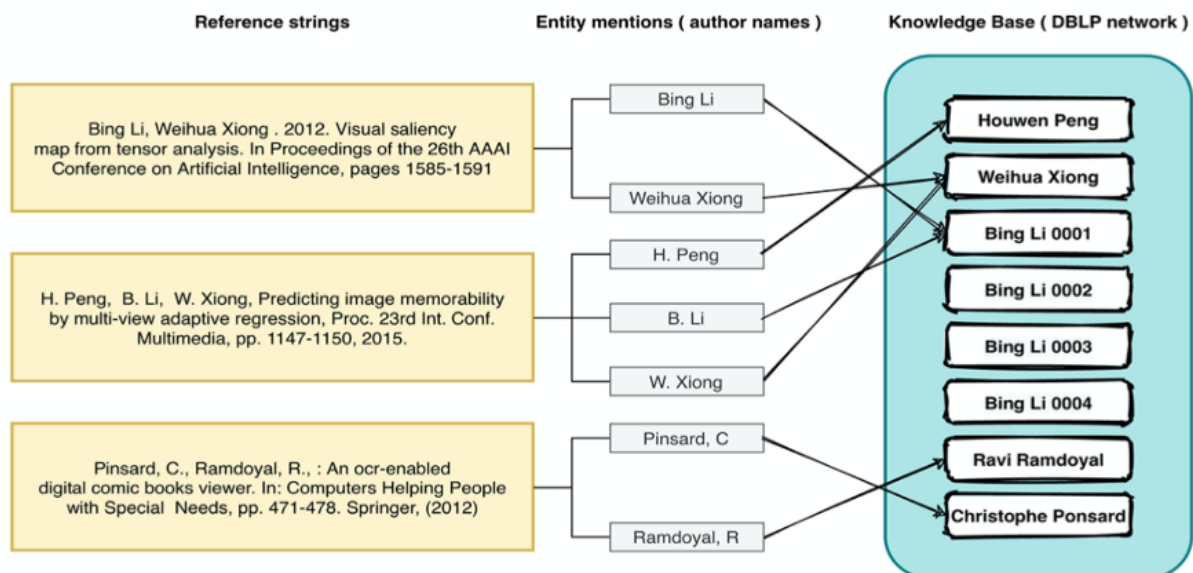 Reference strings
Entity mentions ( author names )
Knowledge Base ( DBLP network )
Bing Li, Weihua Xiong . 2012. Visual saliency
map from tensor analysis. In Proceedings of the 26th AAAI
Conference on Artificial Intelligence, pages 1585-1591
H. Peng, B. Li, W. Xiong, Predicting image memorability
by multi-view adaptive regression, Proc. 23rd Int. Conf.
Multimedia, pp. 1147-1150, 2015.
Pinsard, C., Ramdoyal, R., : An ocr-enabled
digital comic books viewer. In: Computers Helping People
with Special Needs, pp. 471-478. Springer, (2012)
Bing Li
Weihua Xiong
H. Peng
B. Li
W. Xiong
Pinsard, C
Ramdoyal, R
Houwen Peng
Weihua Xiong
Bing Li 0001
Bing Li 0002
Bing Li 0003
Bing Li 0004
Ravi Ramdoyal
Christophe Ponsard